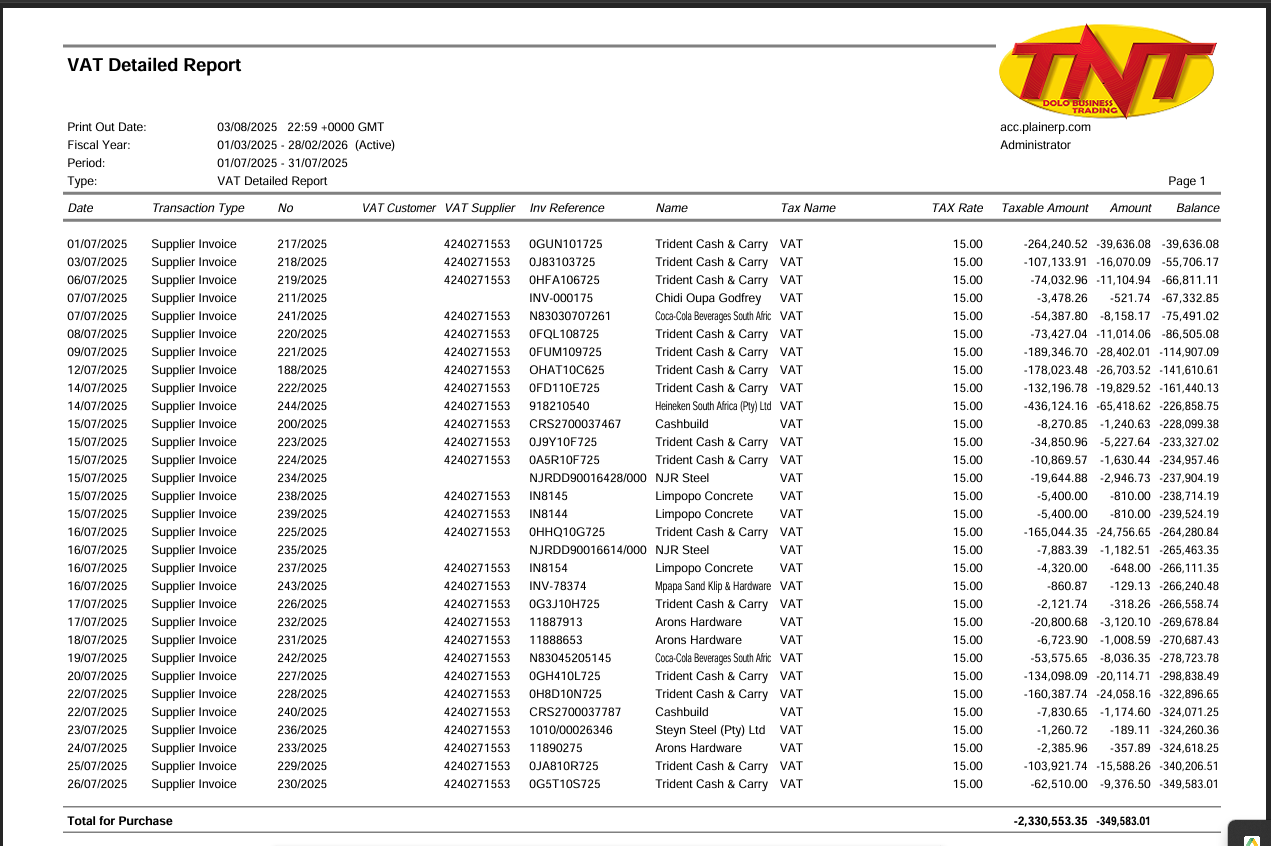 TNT
DOLO BUSINESS
TRADING
VAT Detailed Report
Print Out Date: 03/08/2025 22:59 +0000 GMT acc.plainerp.com
Fiscal Year: 01/03/2025 - 28/02/2026 (Active) Administrator
Period: 01/07/2025 - 31/07/2025
Type: VAT Detailed Report Page 1
Date Transaction Type No VAT Customer VAT Supplier Inv Reference Name Tax Name TAX Rate Taxable Amount Amount Balance
01/07/2025 Supplier Invoice 217/2025 4240271553 0GUN101725 Trident Cash & Carry VAT 15.00 -264,240.52 -39,636.08 -39,636.08
03/07/2025 Supplier Invoice 218/2025 4240271553 0J83103725 Trident Cash & Carry VAT 15.00 -107,133.91 -16,070.09 -55,706.17
06/07/2025 Supplier Invoice 219/2025 4240271553 0HFA106725 Trident Cash & Carry VAT 15.00 -74,032.96 -11,104.94 -66,811.11
07/07/2025 Supplier Invoice 211/2025 INV-000175 Chidi Oupa Godfrey VAT 15.00 -3,478.26 -521.74 -67,332.85
07/07/2025 Supplier Invoice 241/2025 4240271553 N83030707261 Coca-Cola Beverages South Afric VAT 15.00 -54,387.80 -8,158.17 -75,491.02
08/07/2025 Supplier Invoice 220/2025 4240271553 0FQL108725 Trident Cash & Carry VAT 15.00 -73,427.04 -11,014.06 -86,505.08
09/07/2025 Supplier Invoice 221/2025 4240271553 0FUM109725 Trident Cash & Carry VAT 15.00 -189,346.70 -28,402.01 -114,907.09
12/07/2025 Supplier Invoice 188/2025 4240271553 OHAT10C625 Trident Cash & Carry VAT 15.00 -178,023.48 -26,703.52 -141,610.61
14/07/2025 Supplier Invoice 222/2025 4240271553 0FD110E725 Trident Cash & Carry VAT 15.00 -132,196.78 -19,829.52 -161,440.13
14/07/2025 Supplier Invoice 244/2025 4240271553 918210540 Heineken South Africa (Pty) Ltd VAT 15.00 -436,124.16 -65,418.62 -226,858.75
15/07/2025 Supplier Invoice 200/2025 4240271553 CRS2700037467 Cashbuild VAT 15.00 -8,270.85 -1,240.63 -228,099.38
15/07/2025 Supplier Invoice 223/2025 4240271553 0J9Y10F725 Trident Cash & Carry VAT 15.00 -34,850.96 -5,227.64 -233,327.02
15/07/2025 Supplier Invoice 224/2025 4240271553 0A5R10F725 Trident Cash & Carry VAT 15.00 -10,869.57 -1,630.44 -234,957.46
15/07/2025 Supplier Invoice 234/2025 NJRDD90016428/000 NJR Steel VAT 15.00 -19,644.88 -2,946.73 -237,904.19
15/07/2025 Supplier Invoice 238/2025 4240271553 IN8145 Limpopo Concrete VAT 15.00 -5,400.00 -810.00 -238,714.19
15/07/2025 Supplier Invoice 239/2025 4240271553 IN8144 Limpopo Concrete VAT 15.00 -5,400.00 -810.00 -239,524.19
16/07/2025 Supplier Invoice 225/2025 4240271553 0HHQ10G725 Trident Cash & Carry VAT 15.00 -165,044.35 -24,756.65 -264,280.84
16/07/2025 Supplier Invoice 235/2025 NJRDD90016614/000 NJR Steel VAT 15.00 -7,883.39 -1,182.51 -265,463.35
16/07/2025 Supplier Invoice 237/2025 4240271553 IN8154 Limpopo Concrete VAT 15.00 -4,320.00 -648.00 -266,111.35
16/07/2025 Supplier Invoice 243/2025 4240271553 INV-78374 Mpapa Sand Klip & Hardware VAT 15.00 -860.87 -129.13 -266,240.48
17/07/2025 Supplier Invoice 226/2025 4240271553 0G3J10H725 Trident Cash & Carry VAT 15.00 -2,121.74 -318.26 -266,558.74
17/07/2025 Supplier Invoice 232/2025 4240271553 11887913 Arons Hardware VAT 15.00 -20,800.68 -3,120.10 -269,678.84
18/07/2025 Supplier Invoice 231/2025 4240271553 11888653 Arons Hardware VAT 15.00 -6,723.90 -1,008.59 -270,687.43
19/07/2025 Supplier Invoice 242/2025 4240271553 N83045205145 Coca-Cola Beverages South Afric VAT 15.00 -53,575.65 -8,036.35 -278,723.78
20/07/2025 Supplier Invoice 227/2025 4240271553 0GH410L725 Trident Cash & Carry VAT 15.00 -134,098.09 -20,114.71 -298,838.49
22/07/2025 Supplier Invoice 228/2025 4240271553 0H8D10N725 Trident Cash & Carry VAT 15.00 -160,387.74 -24,058.16 -322,896.65
22/07/2025 Supplier Invoice 240/2025 4240271553 CRS2700037787 Cashbuild VAT 15.00 -7,830.65 -1,174.60 -324,071.25
23/07/2025 Supplier Invoice 236/2025 4240271553 1010/00026346 Steyn Steel (Pty) Ltd VAT 15.00 -1,260.72 -189.11 -324,260.36
24/07/2025 Supplier Invoice 233/2025 4240271553 11890275 Arons Hardware VAT 15.00 -2,385.96 -357.89 -324,618.25
25/07/2025 Supplier Invoice 229/2025 4240271553 0JA810R725 Trident Cash & Carry VAT 15.00 -103,921.74 -15,588.26 -340,206.51
26/07/2025 Supplier Invoice 230/2025 4240271553 0G5T10S725 Trident Cash & Carry VAT 15.00 -62,510.00 -9,376.50 -349,583.01
Total for Purchase -2,330,553.35 -349,583.01